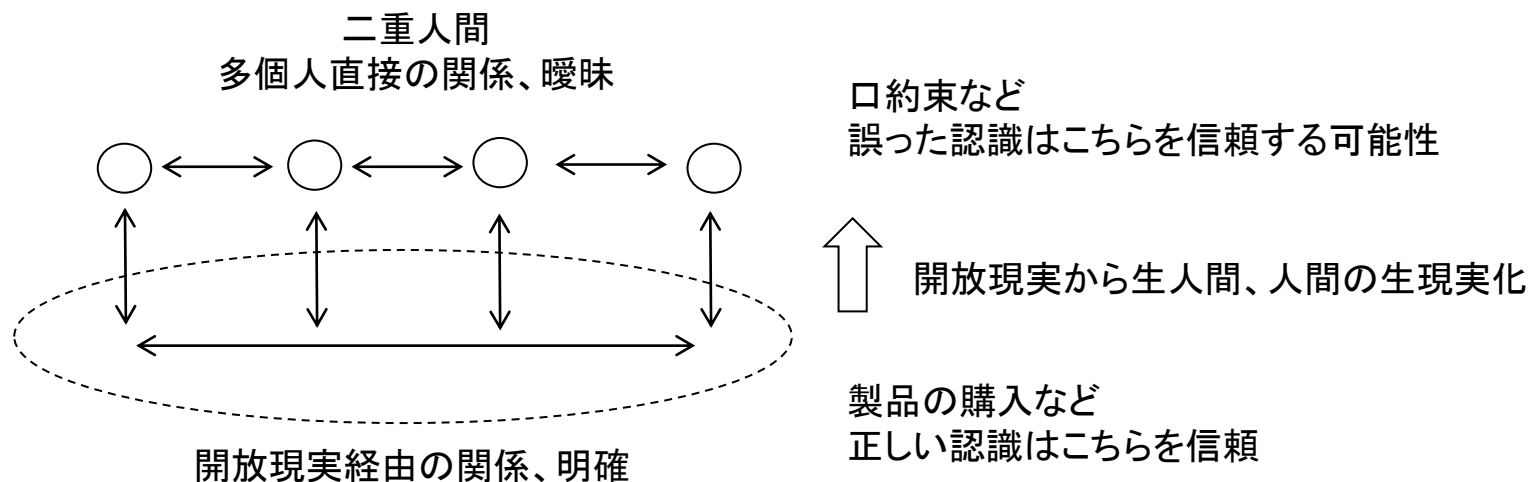 二重人間
多個人直接の関係、曖昧
口約束など
誤った認識はこちらを信頼する可能性
開放現実から生人間、人間の生現実化
製品の購入など
正しい認識はこちらを信頼
開放現実経由の関係、明確